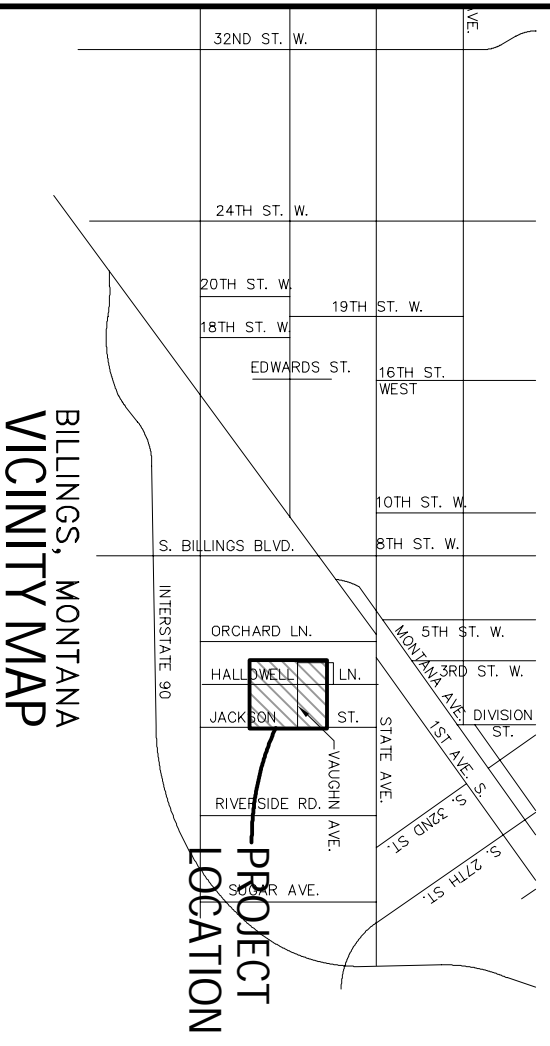 AVE.
32ND ST. W.
24TH ST. W.
20TH ST. W.
19TH ST. W.
18TH ST. W.
EDWARDS ST.
16TH ST.
WEST
10TH ST. W.
S. BILLINGS BLVD.
8TH ST. W.
ORCHARD LN.
5TH ST. W.
MONTANA AVE.
3RD ST. W.
HALLOWELL LN.
DIVISION
ST.
JACKSON ST.
STATE AVE.
1ST AVE. S.
VAUGHN AVE.
RIVERSIDE RD.
S. 32ND ST.
S. 27TH ST.
SUGAR AVE.
INTERSTATE 90
PROJECT
LOCATION
BILLINGS, MONTANA
VICINITY MAP